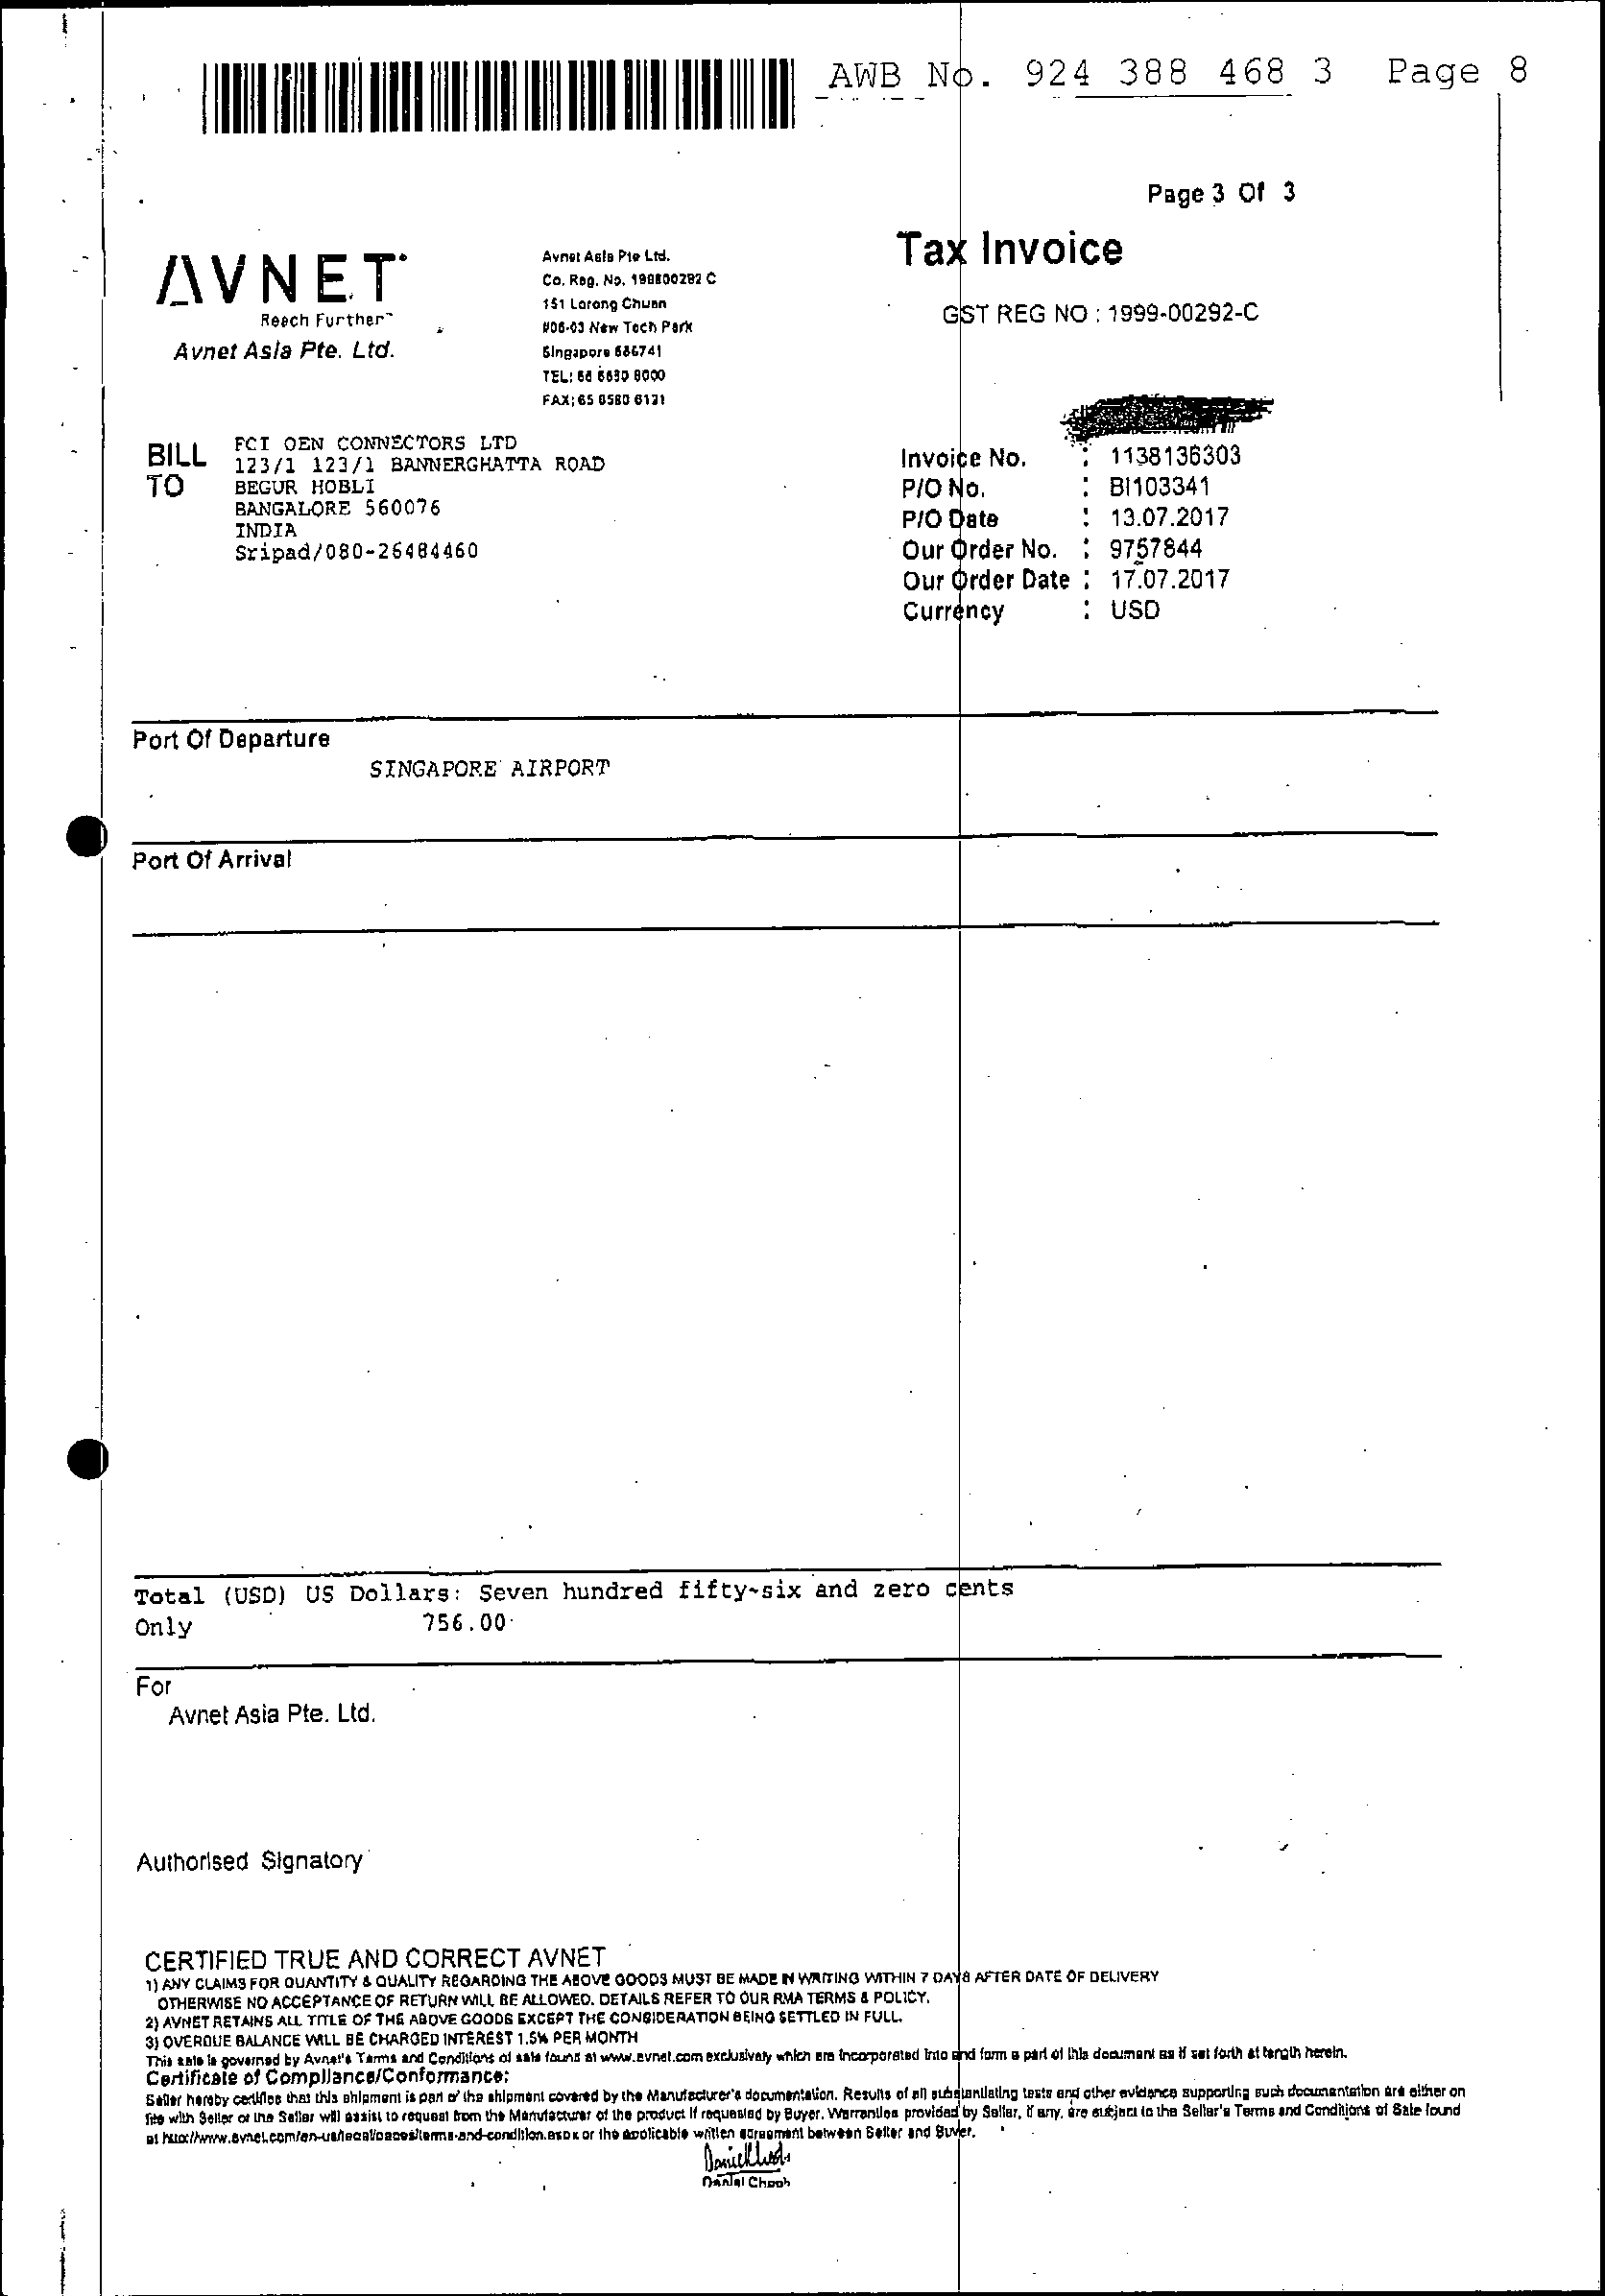 AWB No. 924 388 468 3 Page 8
Page 3 Of 3
AVNET
Reach Further™
Avnet Asia Pte. Ltd.
Avnet Asia Pte Ltd.
Co. Reg. No.
151 Lorong Chuan
#06-03 New Tech Park
Singapore
TEL:
FAX:
Tax Invoice
GST REG NO : 1999-00292-C
BILL TO
FCI OEN CONNECTORS LTD
123/1 123/1 BANNERGHATTA ROAD
BEGUR HOBLI
BANGALORE 560076
INDIA
Sripad/080-26484460
Invoice No. : 1138136303
P/O No. : BI103341
P/O Date : 13.07.2017
Our Order No. : 9757844
Our Order Date : 17.07.2017
Currency : USD
Port Of Departure
SINGAPORE AIRPORT
Port Of Arrival
Total (USD) US Dollars: Seven hundred fifty-six and zero cents
Only 756.00
For
Avnet Asia Pte. Ltd.
Authorised Signatory
CERTIFIED TRUE AND CORRECT AVNET
1) ANY CLAIMS FOR QUANTITY & QUALITY REGARDING THE ABOVE GOODS MUST BE MADE IN WRITING WITHIN 7 DAYS AFTER DATE OF DELIVERY
OTHERWISE NO ACCEPTANCE OF RETURN WILL BE ALLOWED. DETAILS REFER TO OUR RMA TERMS & POLICY.
2) AVNET RETAINS ALL TITLE OF THE ABOVE GOODS EXCEPT THE CONSIDERATION BEING SETTLED IN FULL.
3) OVERDUE BALANCE WILL BE CHARGED INTEREST 1.5% PER MONTH
This sale is governed by Avnet's Terms and Conditions of sale found at www.avnet.com exclusively which are incorporated into and form a part of this document as if set forth at length herein.
Certificate of Compliance/Conformance:
Seller hereby certifies that this shipment is part of the shipment covered by the Manufacturer's documentation. Results of all substantiating tests and other evidence supporting such documentation are either on
file with Seller or the Seller will assist to request from the Manufacturer of the product if requested by Buyer. Warranties provided by Seller, if any, are subject to the Seller's Terms and Conditions of Sale found
at http://www.avnet.com/en-us/legal/pages/terms-and-condition.aspx or the applicable written agreement between Seller and Buyer.
Daniel Chooh